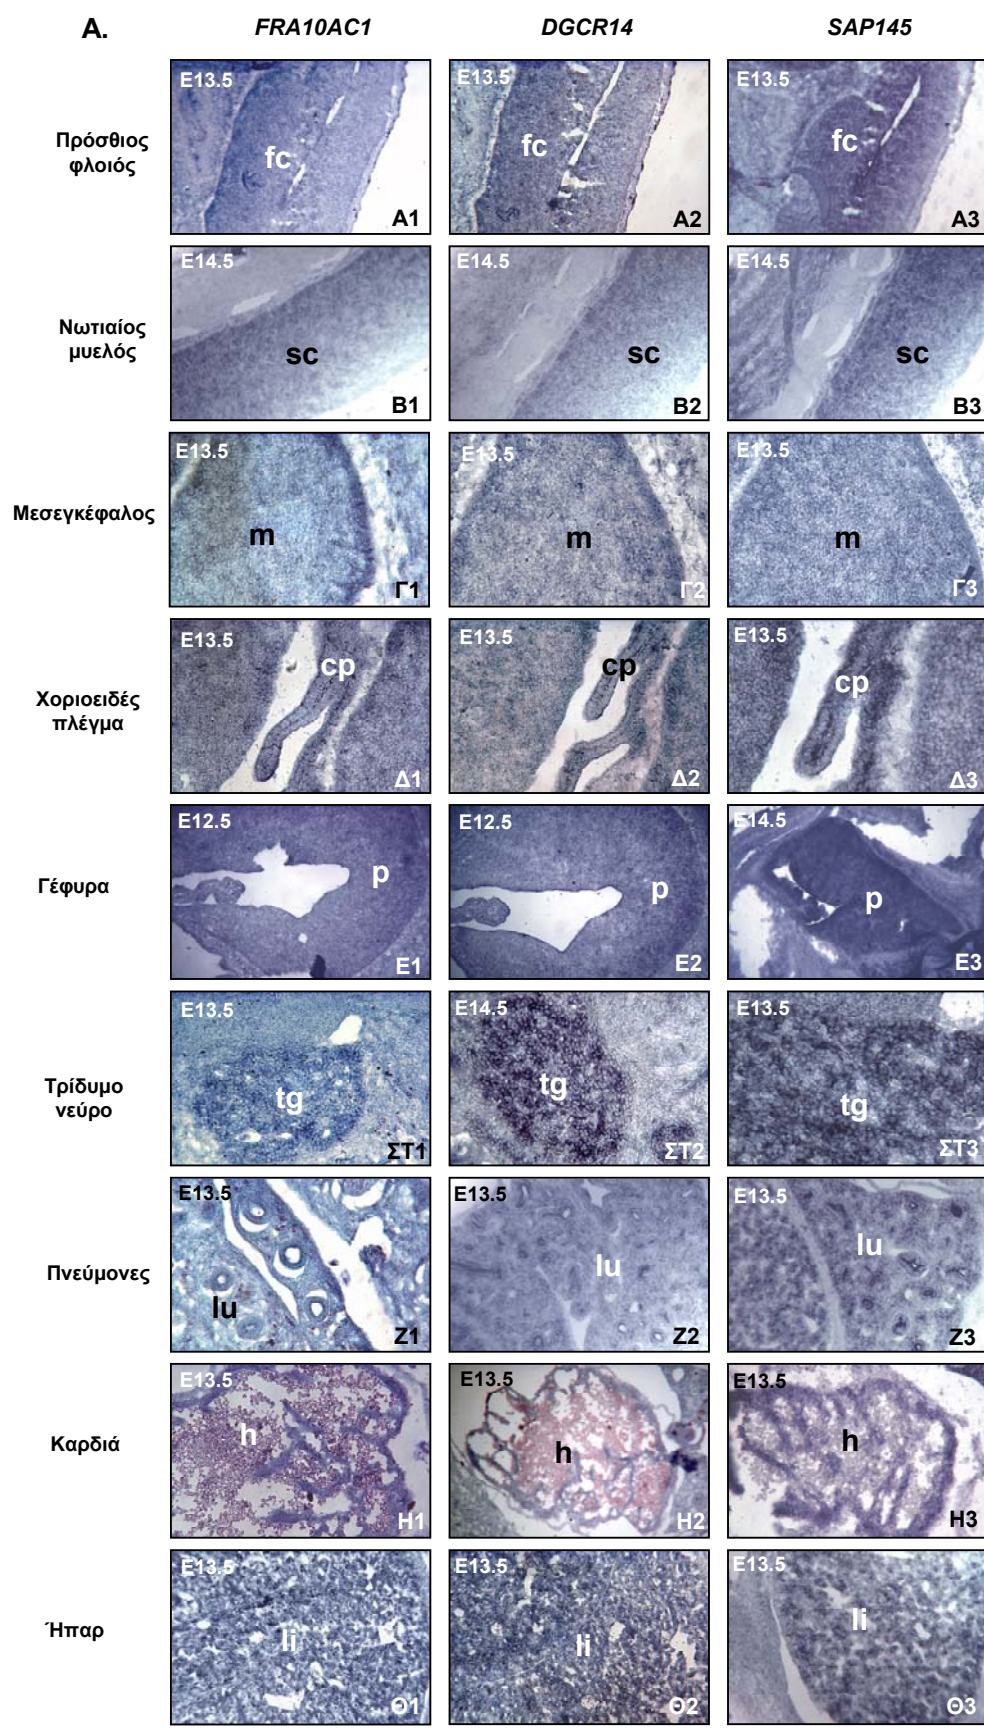 A. FRA10AC1 DGCR14 SAP145
Πρόσθιος φλοιός
E13.5 fc A1
E13.5 fc A2
E13.5 fc A3
Νωτιαίος μυελός
E14.5 sc B1
E14.5 sc B2
E14.5 sc B3
Μεσεγκέφαλος
E13.5 m Γ1
E13.5 m Γ2
E13.5 m Γ3
Χοριοειδές πλέγμα
E13.5 cp Δ1
E13.5 cp Δ2
E13.5 cp Δ3
Γέφυρα
E12.5 p E1
E12.5 p E2
E14.5 p E3
Τρίδυμο νεύρο
E13.5 tg ΣΤ1
E14.5 tg ΣΤ2
E13.5 tg ΣΤ3
Πνεύμονες
E13.5 lu Z1
E13.5 lu Z2
E13.5 lu Z3
Καρδιά
E13.5 h H1
E13.5 h H2
E13.5 h H3
Ήπαρ
E13.5 li Θ1
E13.5 li Θ2
E13.5 li Θ3